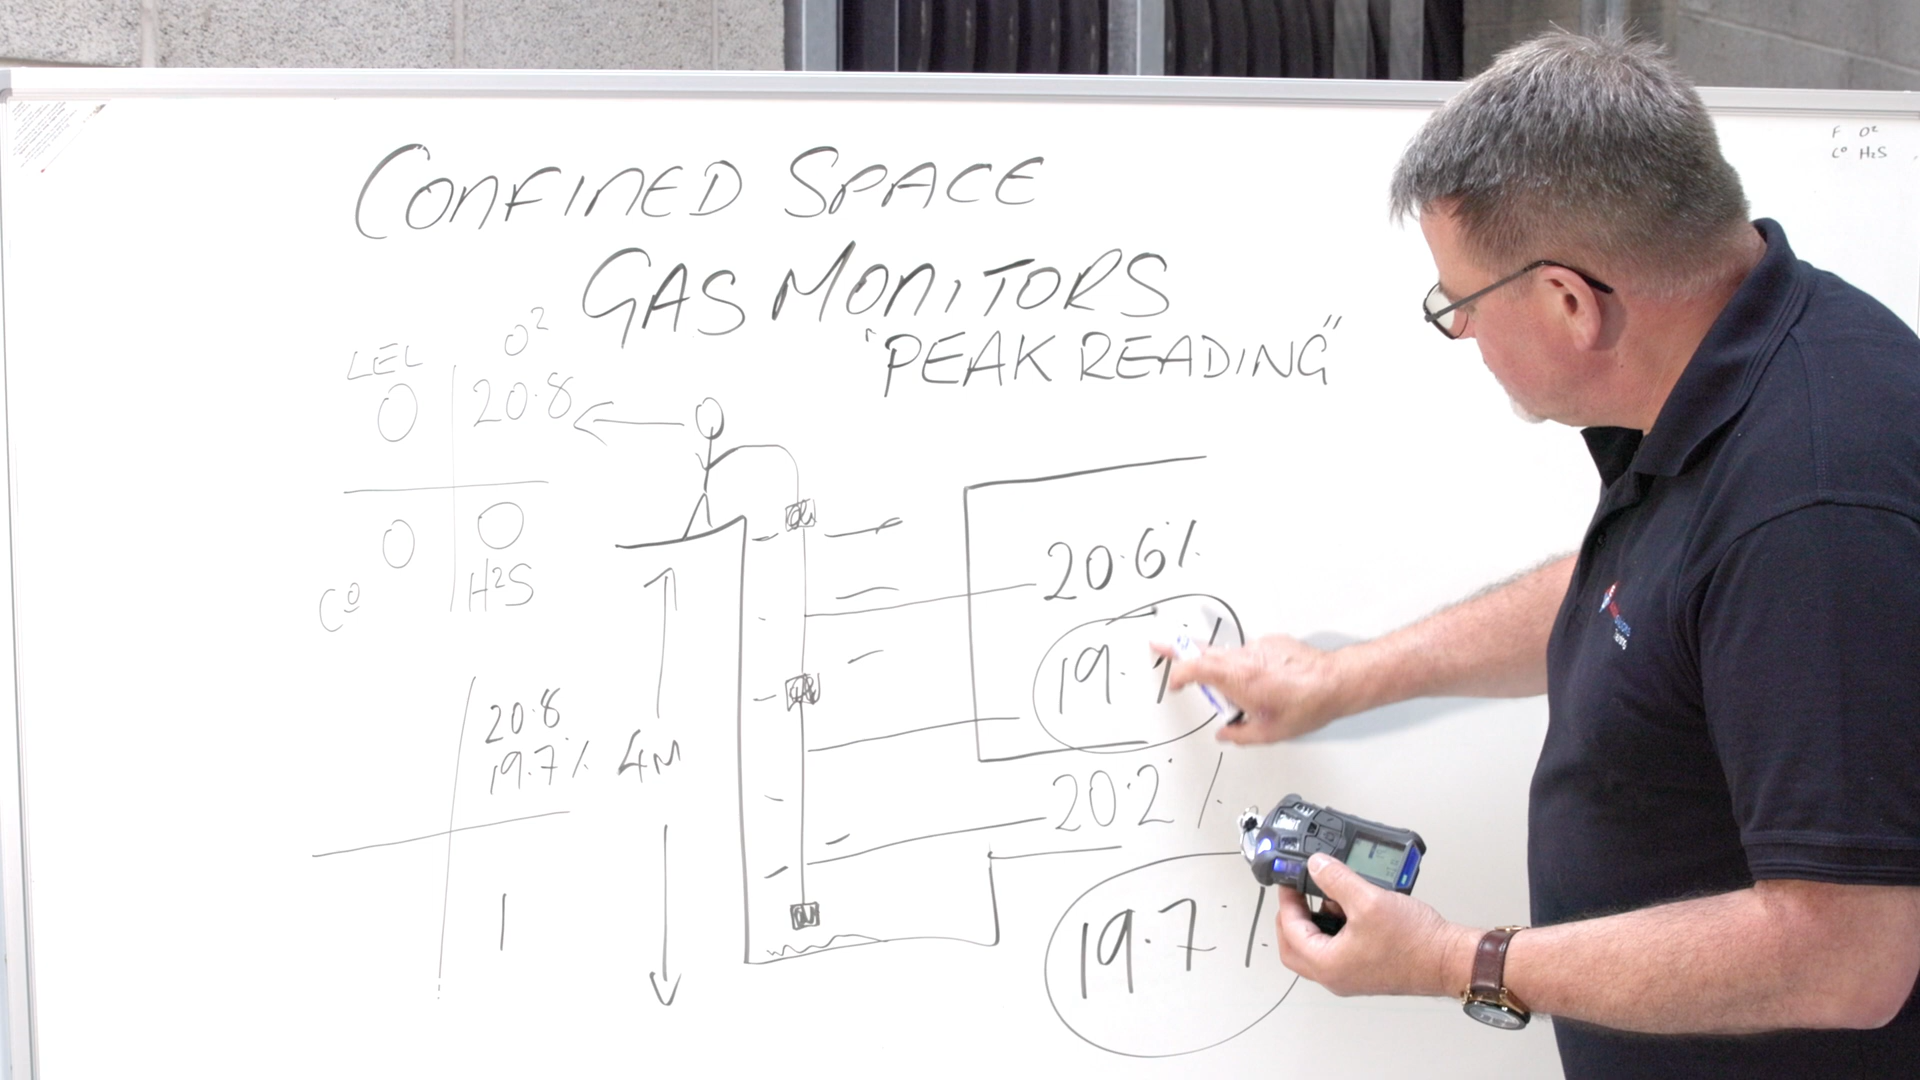 CONFINED SPACE
GAS MONITORS
"PEAK READING"
F O²
CO H2S
LEL O²
0 20.8
0 0
CO H²S
20.6%
20.8
19.7%
4M
20.2%
19.7%